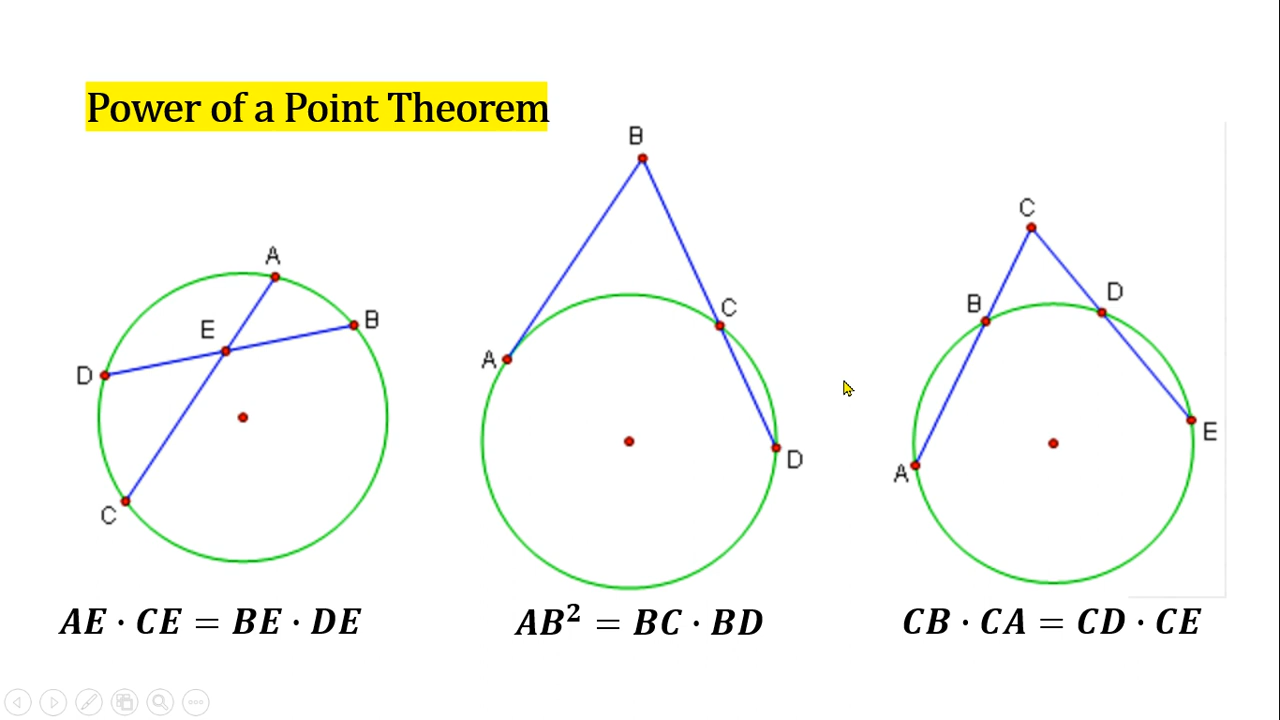 Power of a Point Theorem
B
C
A
D
B
C
E
B
D
A
A
D
E
C
AE · CE = BE · DE
AB² = BC · BD
CB · CA = CD · CE